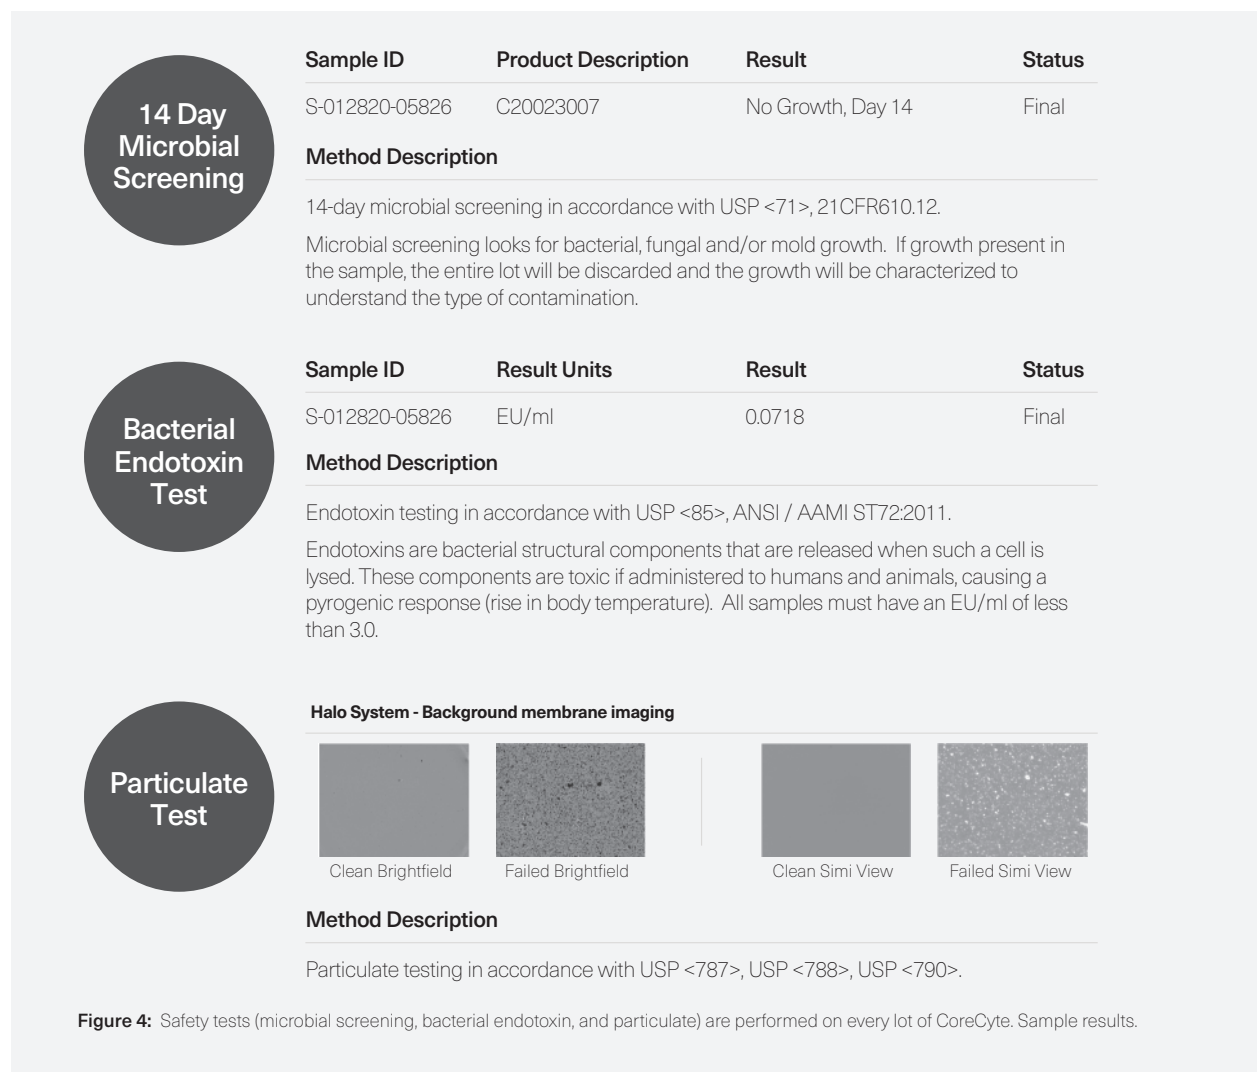 14 Day
Microbial
Screening
Sample ID Product Description Result Status
S-012820-05826 C20023007 No Growth, Day 14 Final
Method Description
14-day microbial screening in accordance with USP <71>, 21CFR610.12.
Microbial screening looks for bacterial, fungal and/or mold growth.  If growth present in
the sample, the entire lot will be discarded and the growth will be characterized to
understand the type of contamination.
Bacterial
Endotoxin
Test
Sample ID Result Units Result Status
S-012820-05826 EU/ml 0.0718 Final
Method Description
Endotoxin testing in accordance with USP <85>, ANSI / AAMI ST72:2011.
Endotoxins are bacterial structural components that are released when such a cell is
lysed. These components are toxic if administered to humans and animals, causing a
pyrogenic response (rise in body temperature).  All samples must have an EU/ml of less
than 3.0.
Particulate
Test
Halo System - Background membrane imaging
Clean Brightfield Failed Brightfield Clean Simi View Failed Simi View
Method Description
Particulate testing in accordance with USP <787>, USP <788>, USP <790>.
Figure 4:  Safety tests (microbial screening, bacterial endotoxin, and particulate) are performed on every lot of CoreCyte. Sample results.